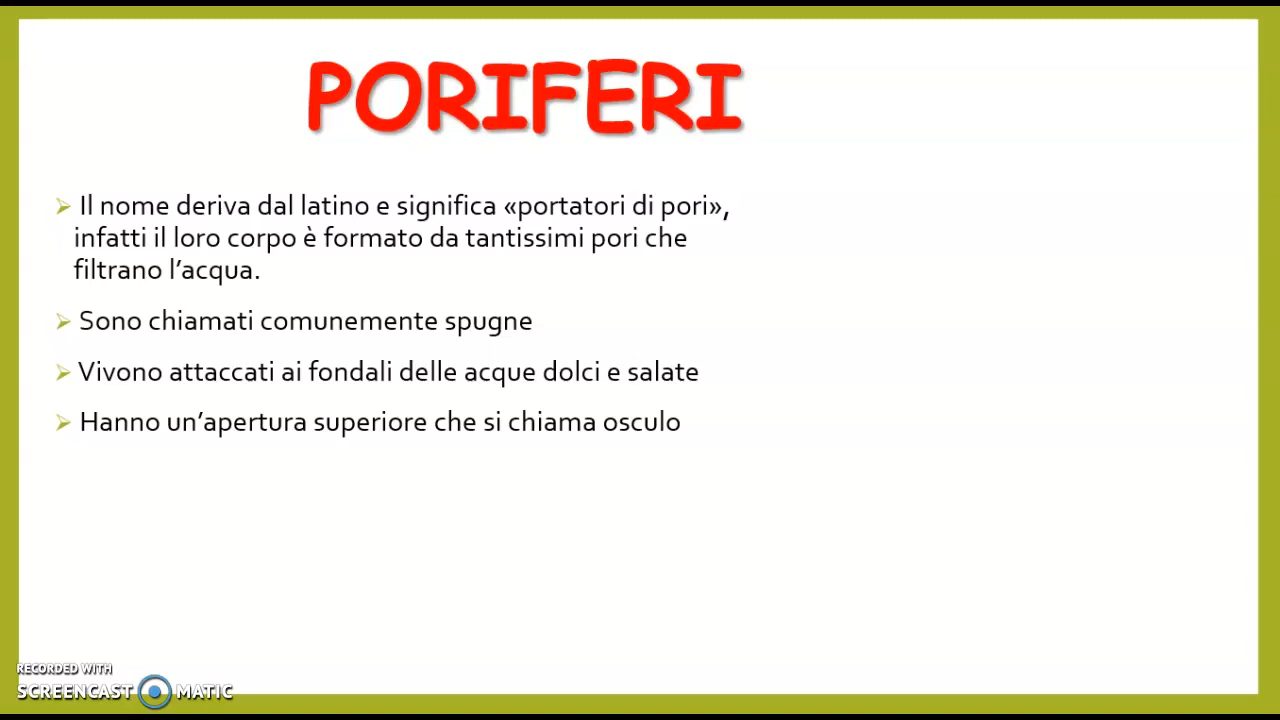 PORIFERI
Il nome deriva dal latino e significa «portatori di pori»,
infatti il loro corpo è formato da tantissimi pori che
filtrano l’acqua.
Sono chiamati comunemente spugne
Vivono attaccati ai fondali delle acque dolci e salate
Hanno un’apertura superiore che si chiama osculo
RECORDED WITH
SCREENCAST MATIC